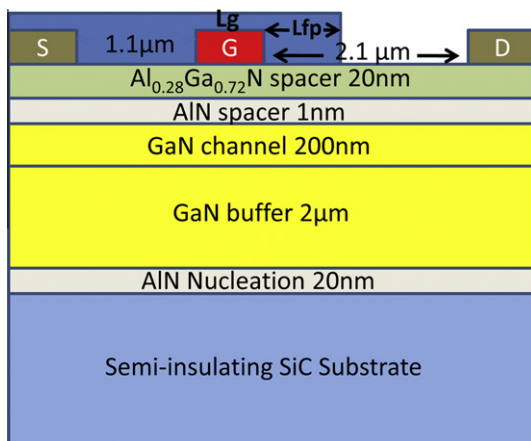 Lg
Lfp
S
1.1μm
G
2.1 μm
D
Al0.28Ga0.72N spacer 20nm
AlN spacer 1nm
GaN channel 200nm
GaN buffer 2μm
AlN Nucleation 20nm
Semi-insulating SiC Substrate